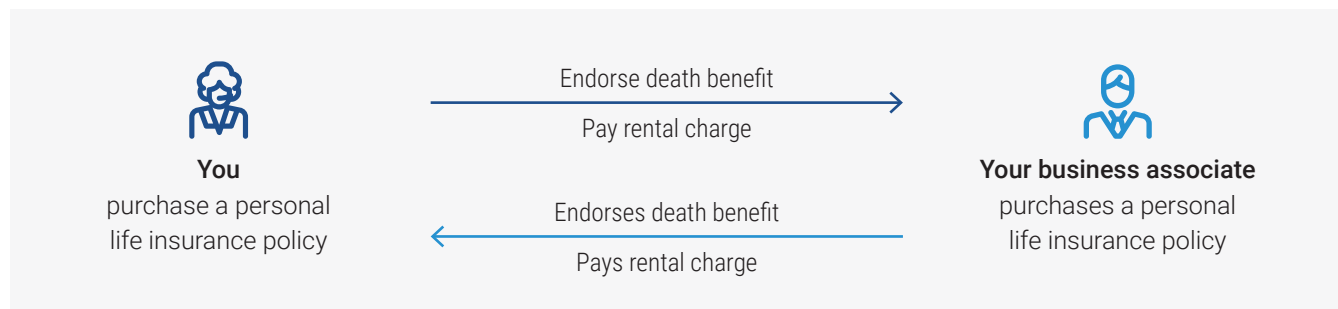 Endorse death benefit
Pay rental charge
You
purchase a personal
life insurance policy
Endorses death benefit
Pays rental charge
Your business associate
purchases a personal
life insurance policy